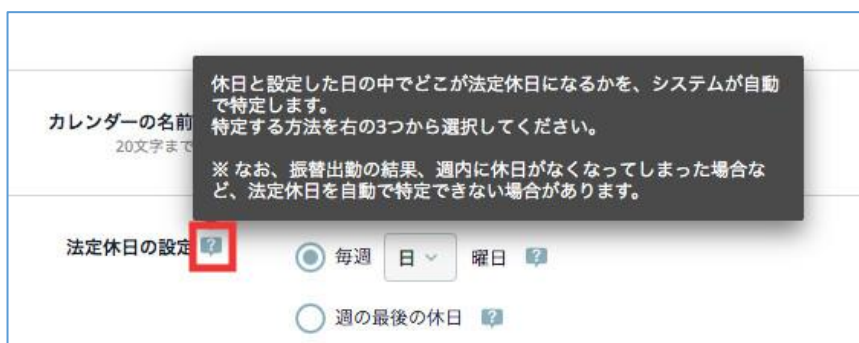 休日と設定した日の中でどこが法定休日になるかを、システムが自動
で特定します。
特定する方法を右の3つから選択してください。
※ なお、振替出勤の結果、週内に休日がなくなってしまった場合な
ど、法定休日を自動で特定できない場合があります。
カレンダーの名前
20文字まで
法定休日の設定 ?
毎週 日 曜日 ?
週の最後の休日 ?